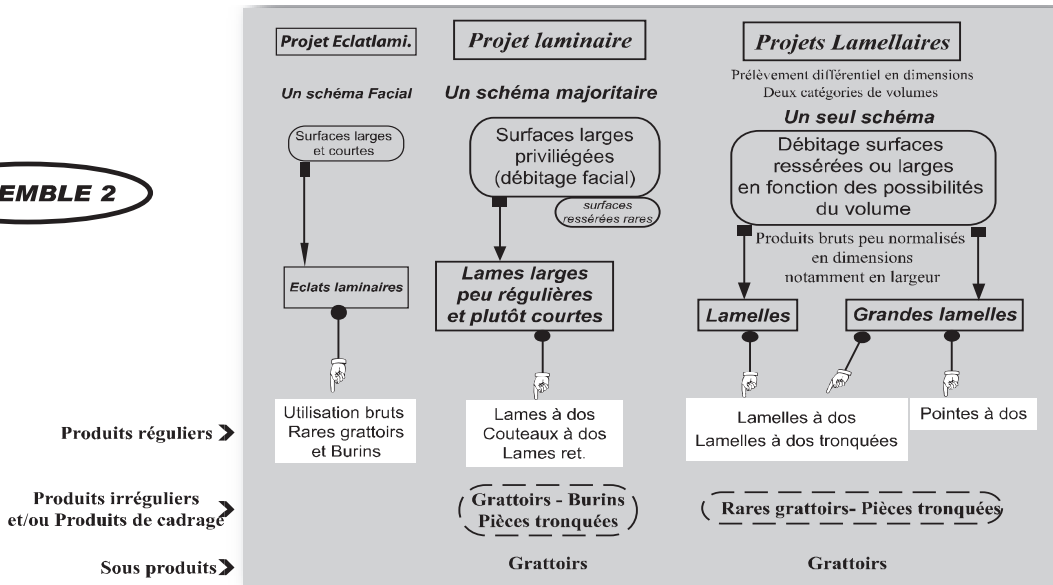 Projet Eclatlami.
Un schéma Facial
Surfaces larges
et courtes
Eclats laminaires
Utilisation bruts
Rares grattoirs
et Burins
Projet laminaire
Un schéma majoritaire
Surfaces larges
priviliégées
(débitage facial)
surfaces
ressérées rares
Lames larges
peu régulières
et plutôt courtes
Lames à dos
Couteaux à dos
Lames ret.
Grattoirs - Burins
Pièces tronquées
Grattoirs
Projets Lamellaires
Prélèvement différentiel en dimensions
Deux catégories de volumes
Un seul schéma
Débitage surfaces
ressérées ou larges
en fonction des possibilités
du volume
Produits bruts peu normalisés
en dimensions
notamment en largeur
Lamelles
Grandes lamelles
Lamelles à dos
Lamelles à dos tronquées
Pointes à dos
Rares grattoirs- Pièces tronquées
Grattoirs
EMBLE 2
Produits réguliers
Produits irréguliers
et/ou Produits de cadrage
Sous produits